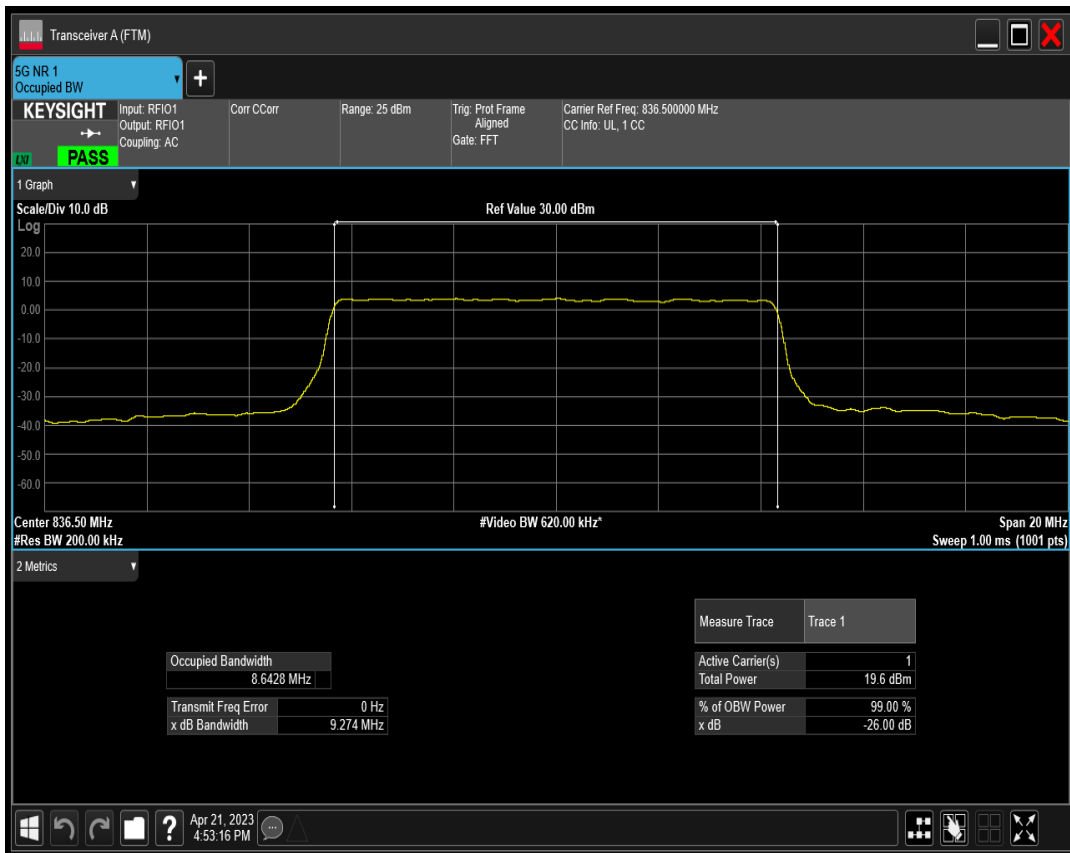 Transceiver A (FTM)
5G NR 1
Occupied BW
+
KEYSIGHT
LXI
PASS
Input: RFIO1
Output: RFIO1
Coupling: AC
Corr CCorr
Range: 25 dBm
Trig: Prot Frame
Aligned
Gate: FFT
Carrier Ref Freq: 836.500000 MHz
CC Info: UL, 1 CC
1 Graph
Scale/Div 10.0 dB
Ref Value 30.00 dBm
Log
20.0
10.0
0.00
-10.0
-20.0
-30.0
-40.0
-50.0
-60.0
Center 836.50 MHz
#Video BW 620.00 kHz*
Span 20 MHz
#Res BW 200.00 kHz
Sweep 1.00 ms (1001 pts)
2 Metrics
Measure Trace Trace 1
Occupied Bandwidth
8.6428 MHz
Active Carrier(s) 1
Total Power 19.6 dBm
Transmit Freq Error 0 Hz
x dB Bandwidth 9.274 MHz
% of OBW Power 99.00 %
x dB -26.00 dB
?
Apr 21, 2023
4:53:16 PM